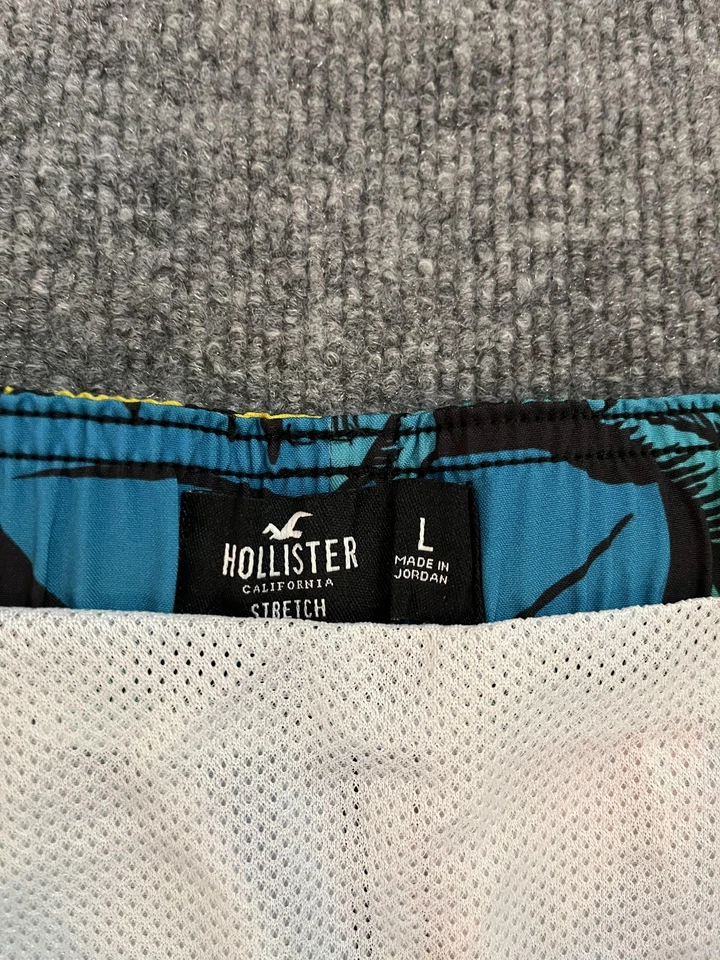 HOLLISTER
CALIFORNIA
STRETCH
L
MADE IN
JORDAN